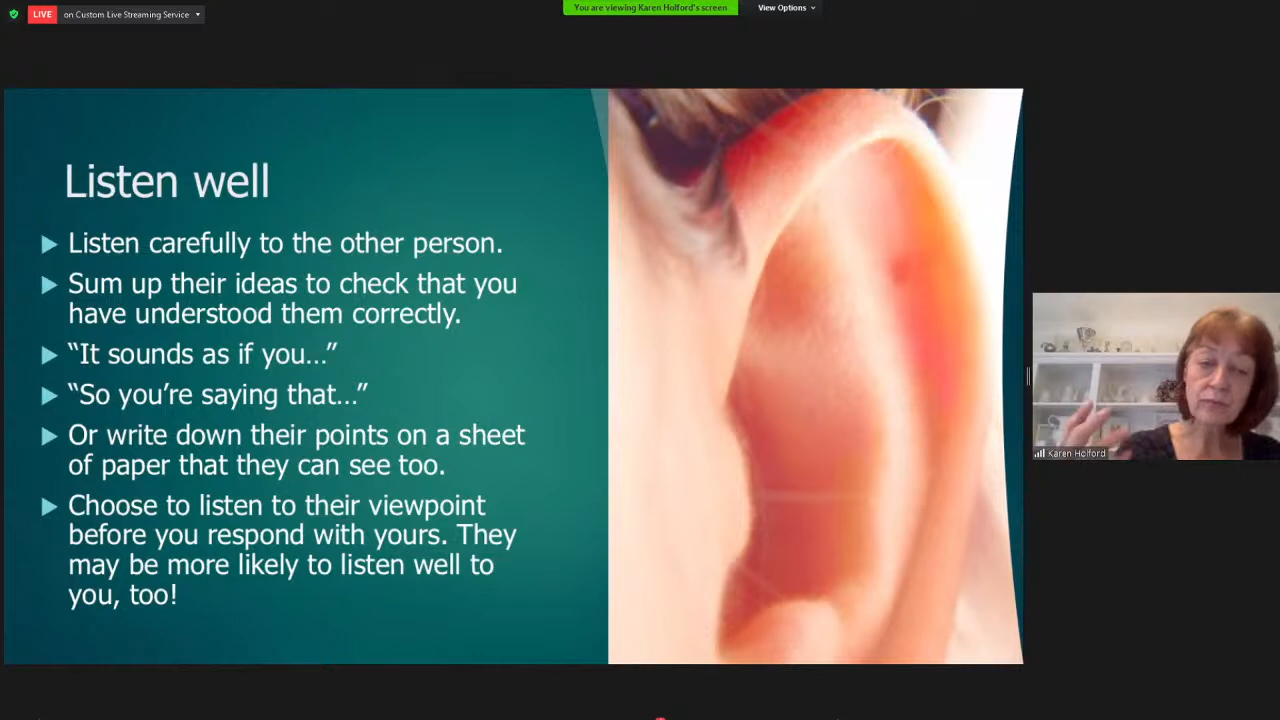 LIVE on Custom Live Streaming Service
You are viewing Karen Holford's screen
View Options
Listen well
Listen carefully to the other person.
Sum up their ideas to check that you
have understood them correctly.
“It sounds as if you…”
“So you’re saying that…”
Or write down their points on a sheet
of paper that they can see too.
Choose to listen to their viewpoint
before you respond with yours. They
may be more likely to listen well to
you, too!
Karen Holford